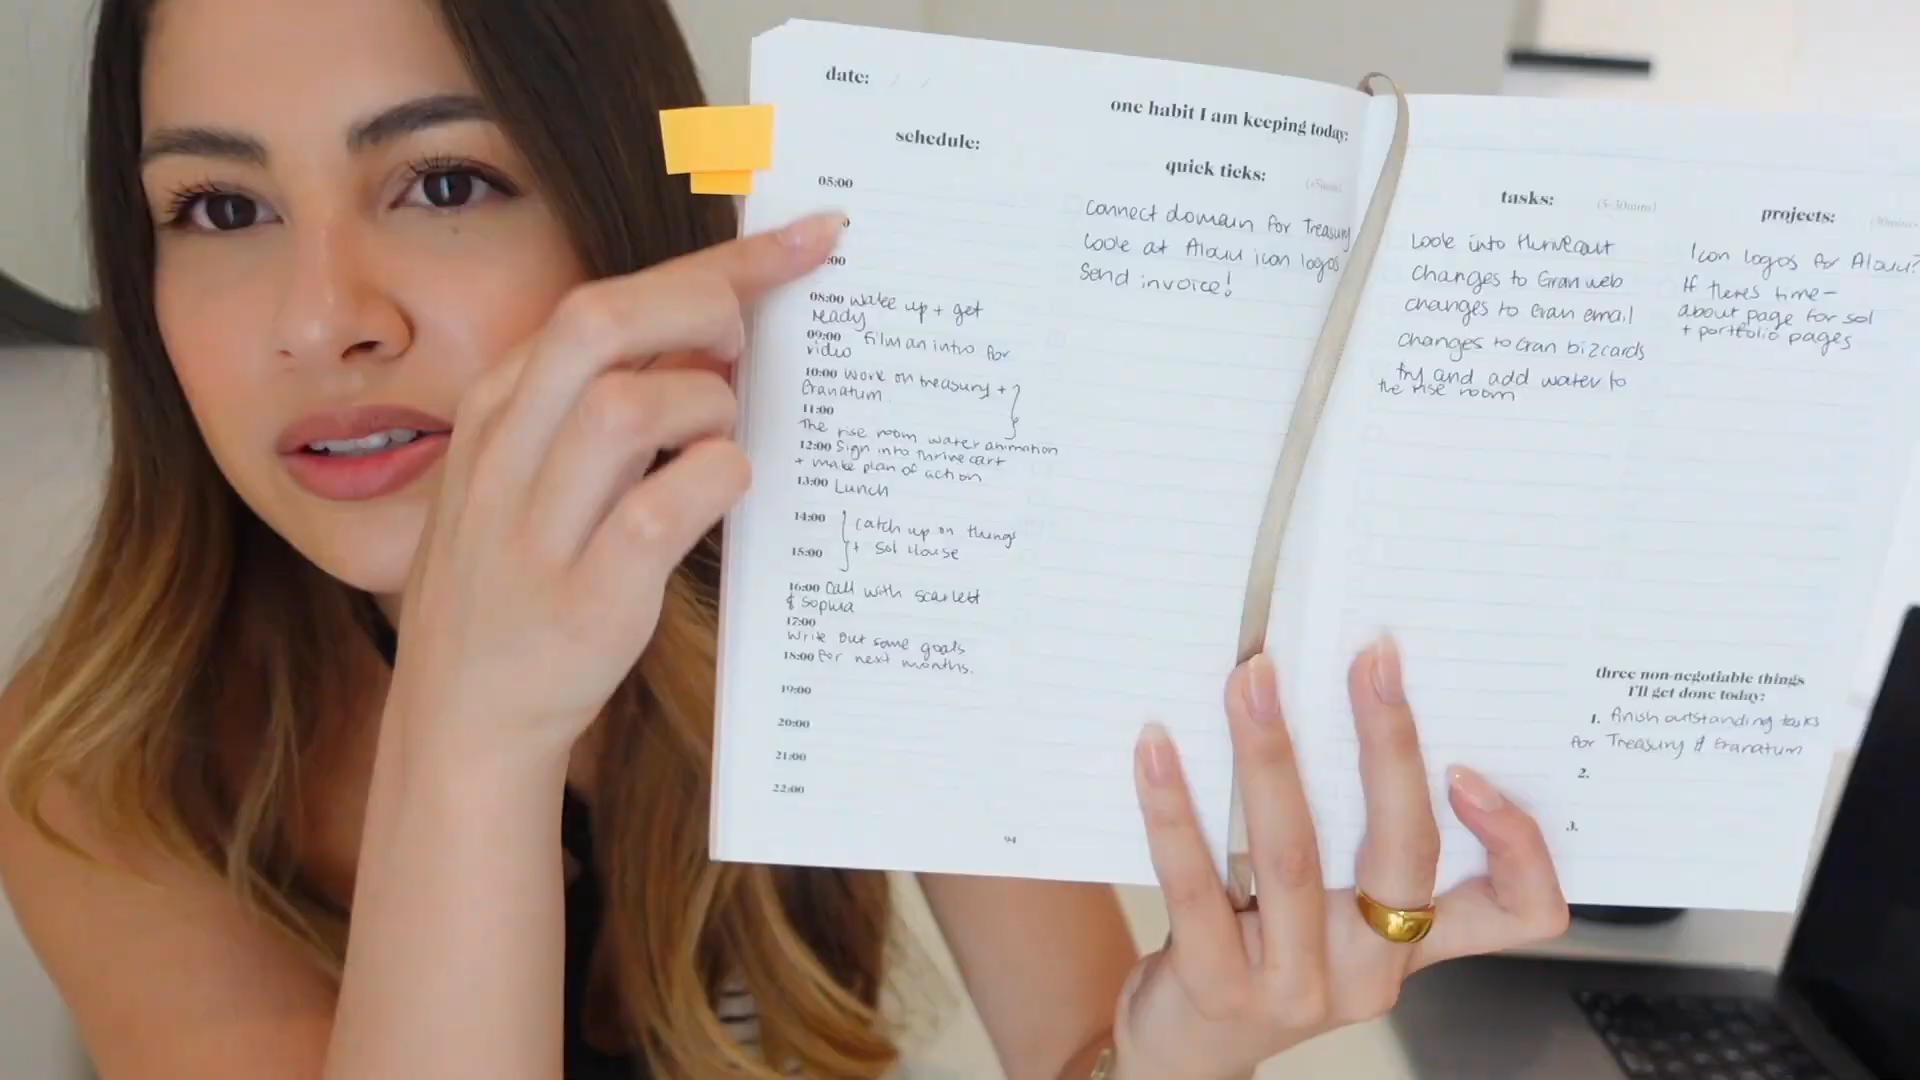 date: / /
schedule:
05:00
:00
08:00 wake up + get
ready
09:00 film an intro for
video
10:00 Work on treasury +
Granatum
11:00
The rise room water animation
12:00 Sign into thrivecart
+ make plan of action
13:00 Lunch
14:00 catch up on things
15:00 + Sol House
16:00 Call with scarlett
& Sophia
17:00
Write out some goals
18:00 for next months.
19:00
20:00
21:00
22:00
94
one habit I am keeping today:
quick ticks: (<5min)
Connect domain for Treasury
Look at icon logos
Send invoice!
tasks: (5-30mins)
Look into thrivecart
Changes to Gran web
changes to Gran email
changes to Gran bizcards
try and add water to
the rise room
projects:
Icon logos for
If theres time -
about page for sol
+ portfolio pages
three non-negotiable things
I'll get done today:
1. finish outstanding tasks
for Treasury & Granatum
2.
3.